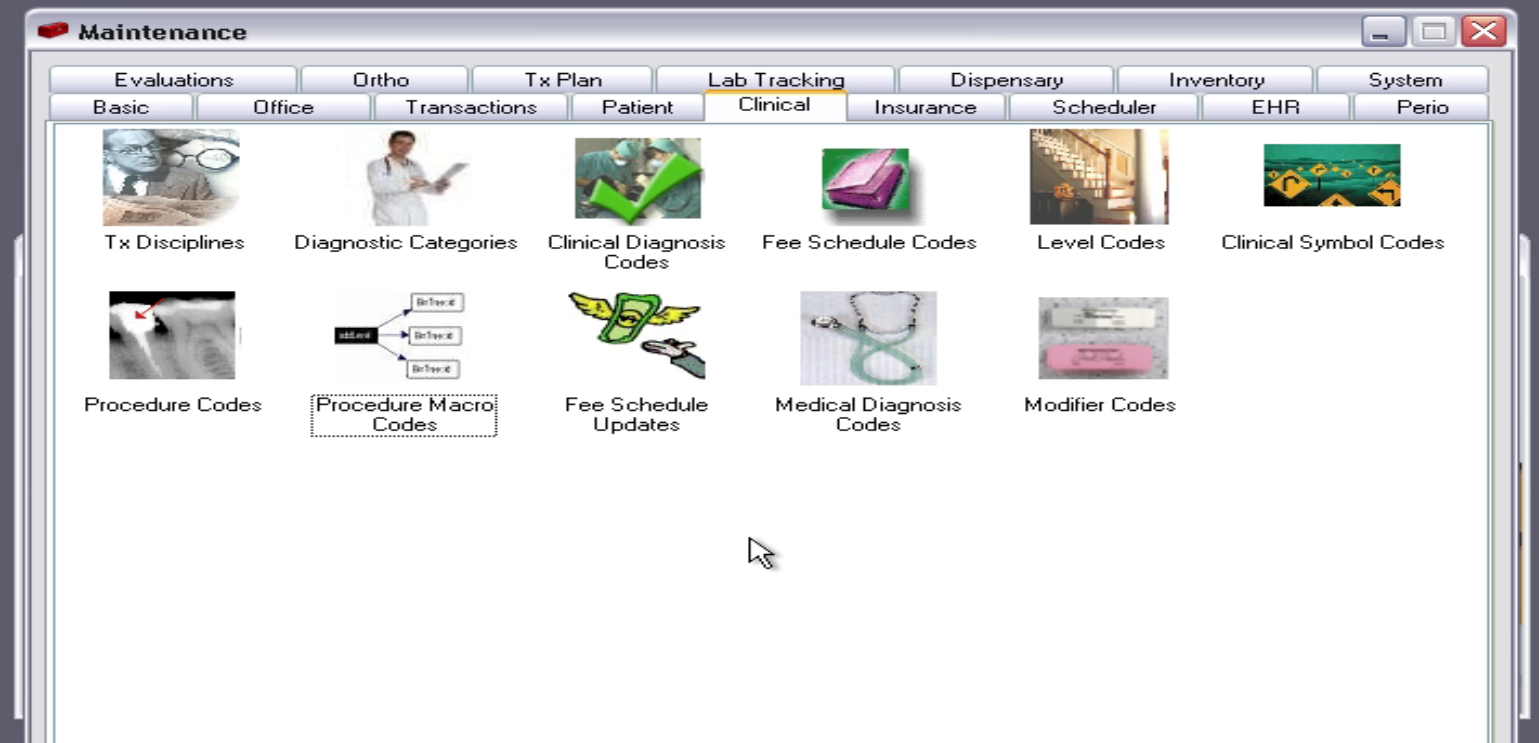 Maintenance
Evaluations Ortho Tx Plan Lab Tracking Dispensary Inventory System
Basic Office Transactions Patient Clinical Insurance Scheduler EHR Perio
Tx Disciplines Diagnostic Categories Clinical Diagnosis Fee Schedule Codes Level Codes Clinical Symbol Codes
Codes
Procedure Codes Procedure Macro Fee Schedule Medical Diagnosis Modifier Codes
Codes Updates Codes